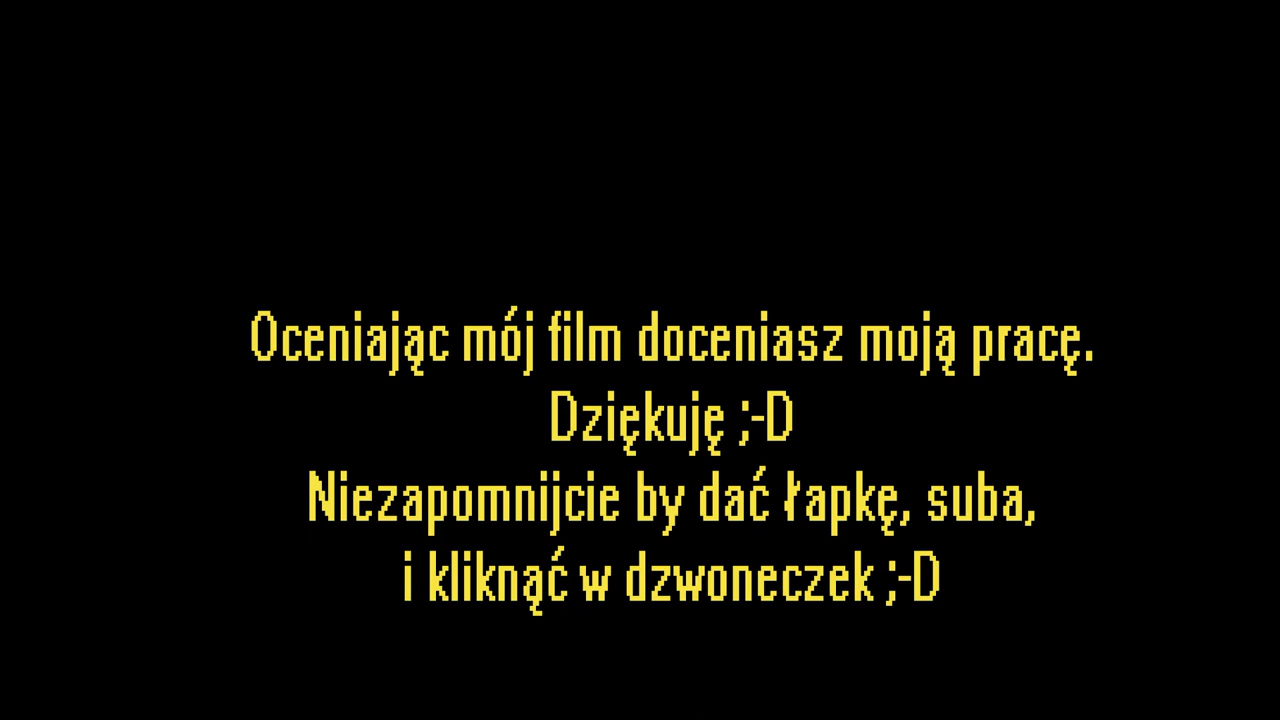 Oceniając mój film doceniasz moją pracę.
Dziękuję ;-D
Niezapomnijcie by dać łapkę, suba,
i kliknąć w dzwoneczek ;-D